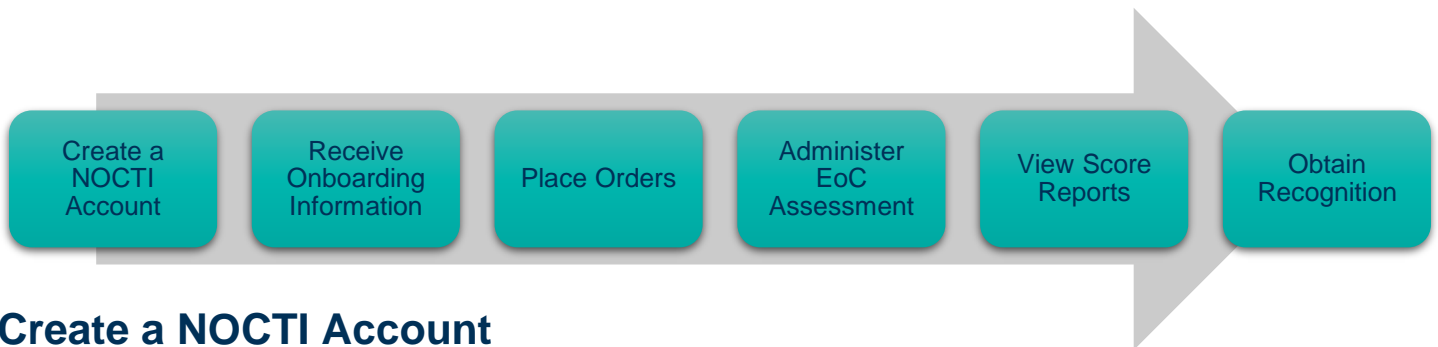 Create a
NOCTI
Account
Receive
Onboarding
Information
Place Orders
Administer
EoC
Assessment
View Score
Reports
Obtain
Recognition
Create a NOCTI Account